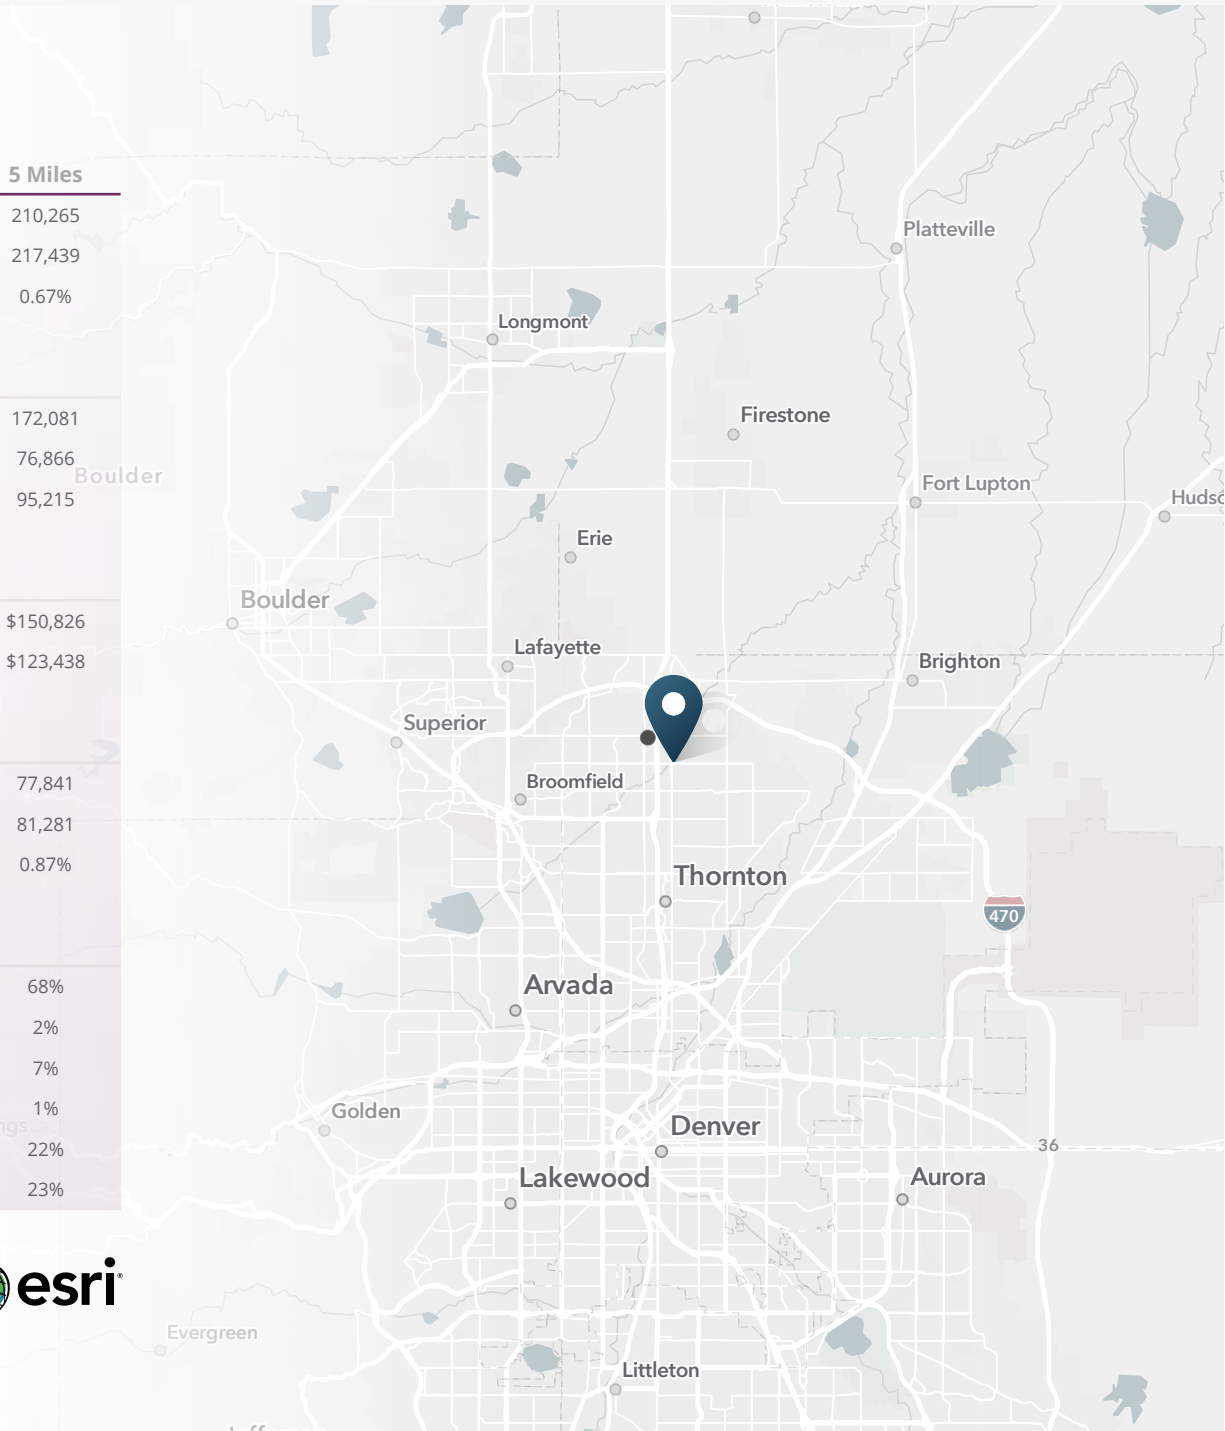 5 Miles
210,265
217,439
0.67%
172,081
76,866
95,215
$150,826
$123,438
77,841
81,281
0.87%
68%
2%
7%
1%
22%
23%
esri
Platteville
Longmont
Firestone
Boulder
Fort Lupton
Erie
Boulder
Lafayette
Brighton
Superior
Broomfield
Thornton
470
Arvada
Golden
Denver
36
Lakewood
Aurora
Evergreen
Littleton